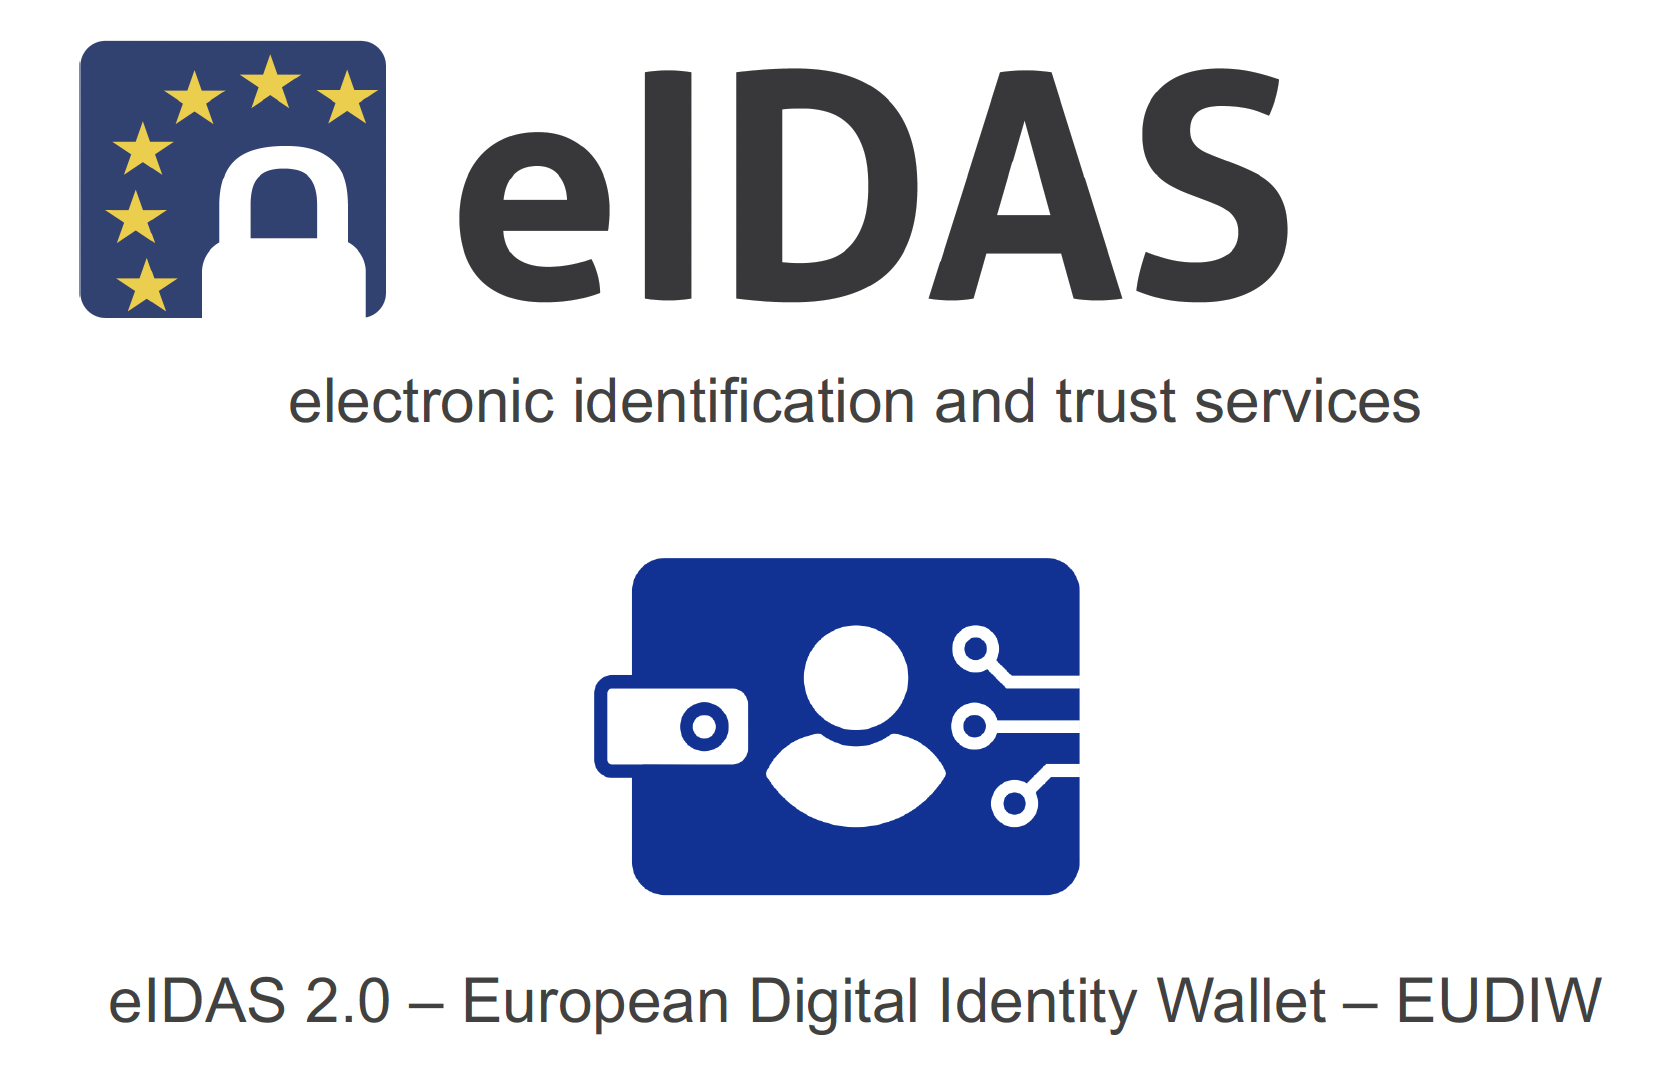 eIDAS
electronic identification and trust services
eIDAS 2.0 – European Digital Identity Wallet – EUDIW